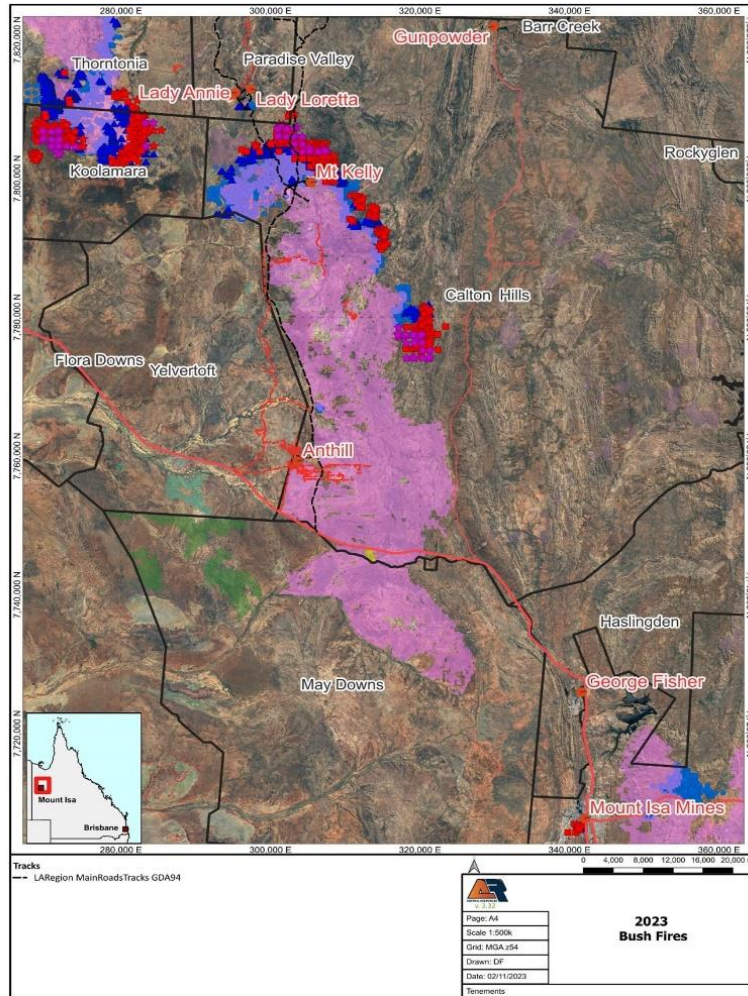 280,000 E
300,000 E
320,000 E
340,000 E
360,000 E
7,820,000 N
Gunpowder
Barr Creek
Thorntonia
Paradise Valley
Lady Annie
Lady Loretta
Rockyglen
Koolamara
Mt Kelly
7,800,000 N
Calton Hills
7,780,000 N
Flora Downs
Yelvertoft
Anthill
7,760,000 N
7,740,000 N
Haslingden
May Downs
George Fisher
7,720,000 N
Mount Isa
Brisbane
Mount Isa Mines
280,000 E
300,000 E
320,000 E
340,000 E
0 4,000 8,000 12,000 16,000 20,000
Tracks
LARegion MainRoadsTracks GDA94
v. 3.32
Page: A4
Scale 1:500k
Grid: MGA z54
Drawn: DF
Date: 02/11/2023
Tenements
2023
Bush Fires